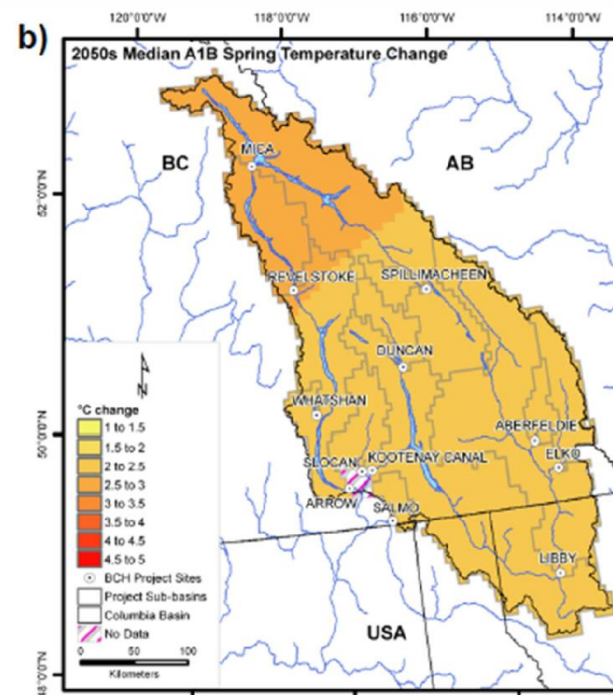 b)
120°0'0"W 118°0'0"W 116°0'0"W 114°0'0"W
2050s Median A1B Spring Temperature Change
BC
AB
MICA
52°0'0"N
REVELSTOKE
SPILLIMACHEEN
DUNCAN
WHATSHAN
ABERFELDIE
50°0'0"N
ELKO
SLOCAN
KOOTENAY CANAL
ARROW
SALMO
LIBBY
USA
48°0'0"N
N
°C change
1 to 1.5
1.5 to 2
2 to 2.5
2.5 to 3
3 to 3.5
3.5 to 4
4 to 4.5
4.5 to 5
BCH Project Sites
Project Sub-basins
Columbia Basin
No Data
0 50 100
Kilometers